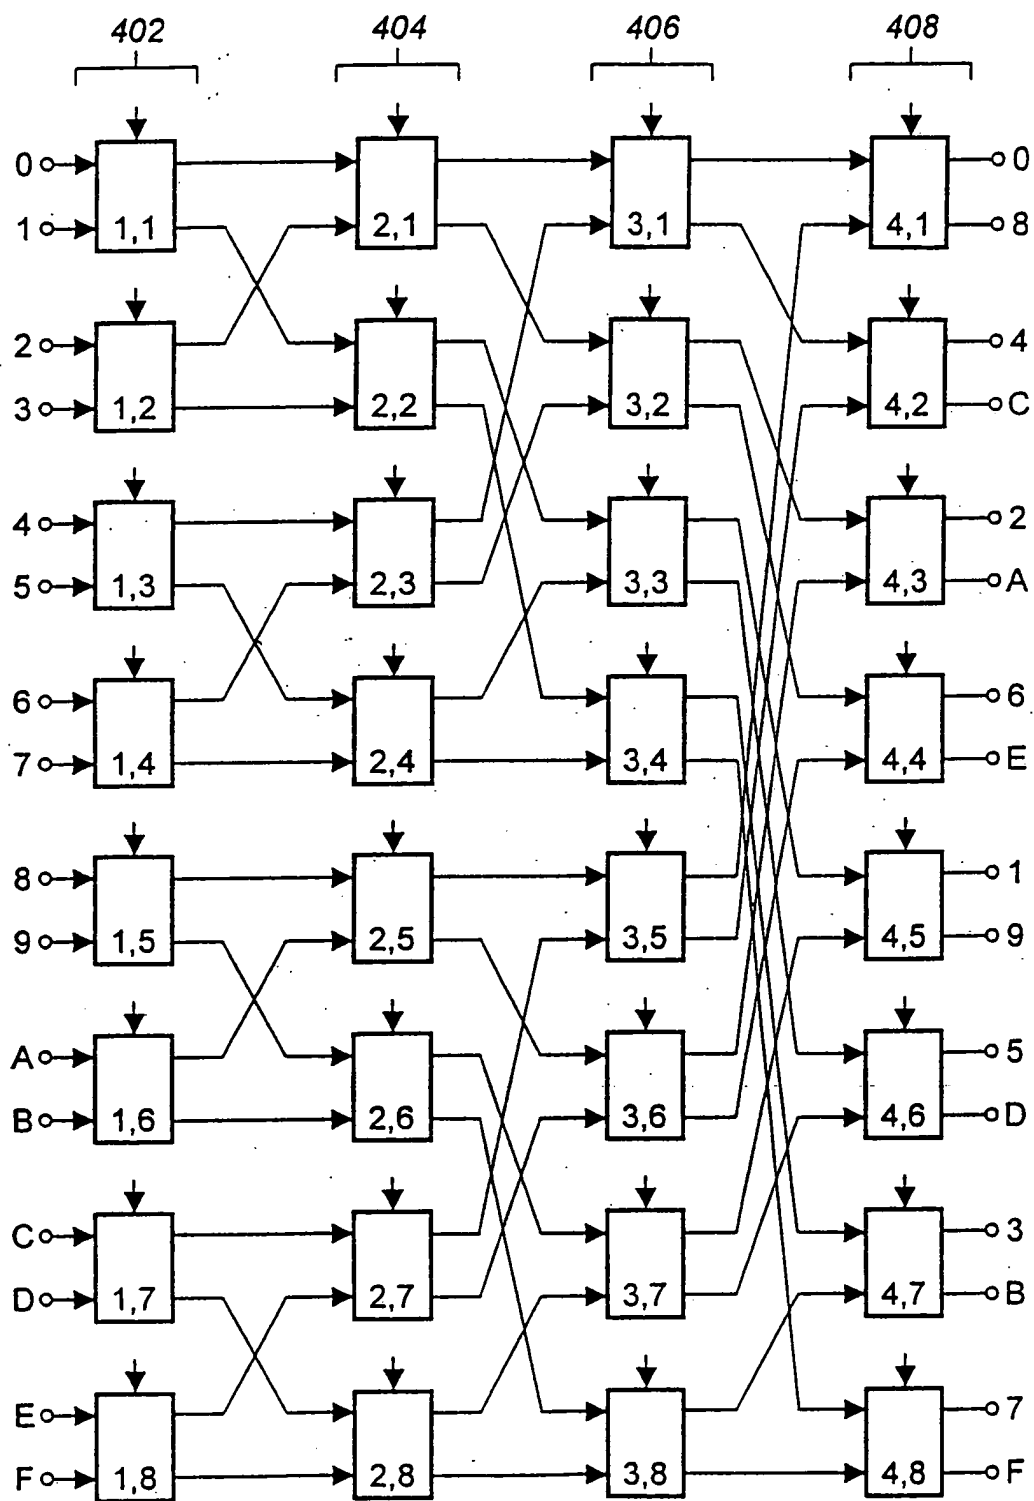 402 404 406 408
0 0
1 1,1 2,1 3,1 4,1 8
2 4
3 1,2 2,2 3,2 4,2 C
4 2
5 1,3 2,3 3,3 4,3 A
6 6
7 1,4 2,4 3,4 4,4 E
8 1
9 1,5 2,5 3,5 4,5 9
A 5
B 1,6 2,6 3,6 4,6 D
C 3
D 1,7 2,7 3,7 4,7 B
E 7
F 1,8 2,8 3,8 4,8 F